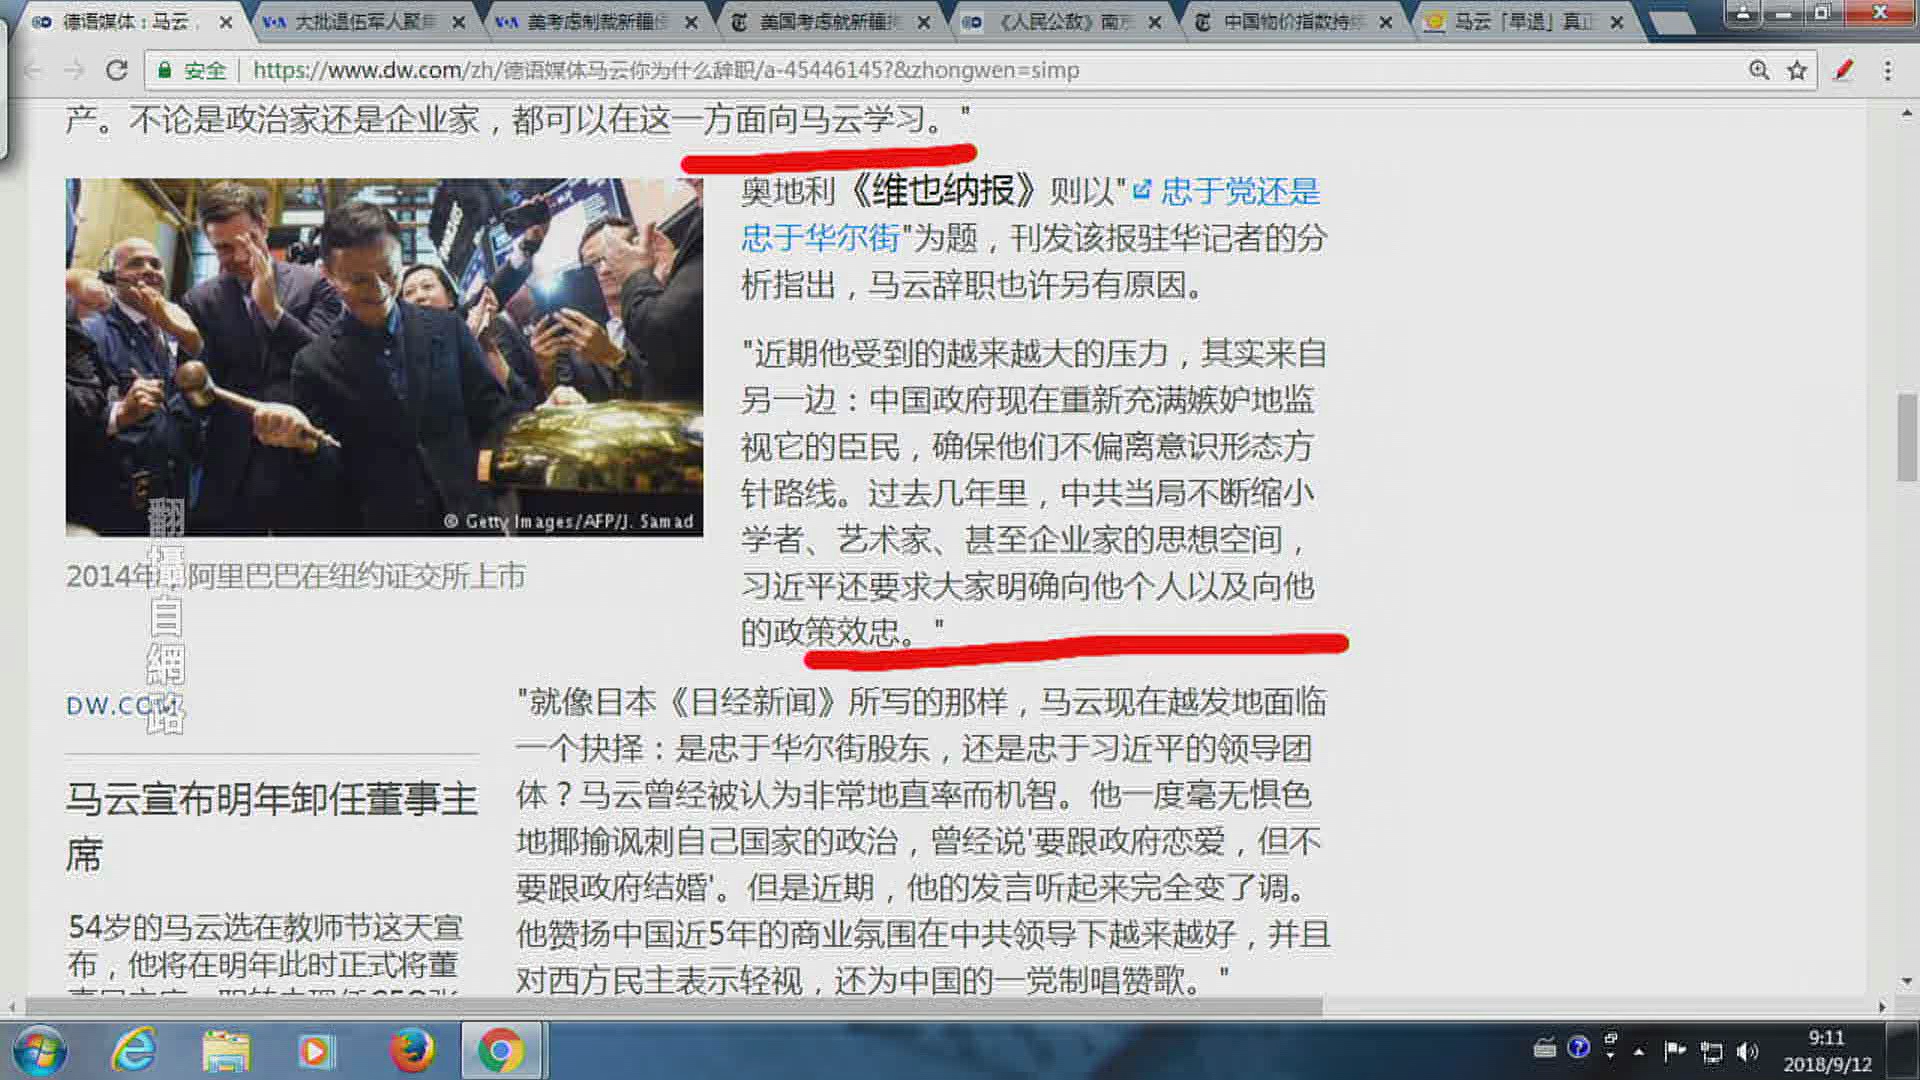 德语媒体：马云，
大批退伍军人聚集
美考虑制裁新疆
美国考虑就新疆
《人民公敌》南京
中国物价指数持续
马云「早退」真正
安全
https://www.dw.com/zh/德语媒体马云你为什么辞职/a-45446145?&zhongwen=simp
产。不论是政治家还是企业家，都可以在这一方面向马云学习。"
© Getty Images/AFP/J. Samad
2014年 阿里巴巴在纽约证交所上市
翻攝自網路
奥地利《维也纳报》则以"忠于党还是
忠于华尔街"为题，刊发该报驻华记者的分
析指出，马云辞职也许另有原因。
"近期他受到的越来越大的压力，其实来自
另一边：中国政府现在重新充满嫉妒地监
视它的臣民，确保他们不偏离意识形态方
针路线。过去几年里，中共当局不断缩小
学者、艺术家、甚至企业家的思想空间，
习近平还要求大家明确向他个人以及向他
的政策效忠。"
DW.COM
马云宣布明年卸任董事主
席
54岁的马云选在教师节这天宣
布，他将在明年此时正式将董
"就像日本《日经新闻》所写的那样，马云现在越发地面临
一个抉择：是忠于华尔街股东，还是忠于习近平的领导团
体？马云曾经被认为非常地直率而机智。他一度毫无惧色
地揶揄讽刺自己国家的政治，曾经说'要跟政府恋爱，但不
要跟政府结婚'。但是近期，他的发言听起来完全变了调。
他赞扬中国近5年的商业氛围在中共领导下越来越好，并且
对西方民主表示轻视，还为中国的一党制唱赞歌。"
9:11
2018/9/12